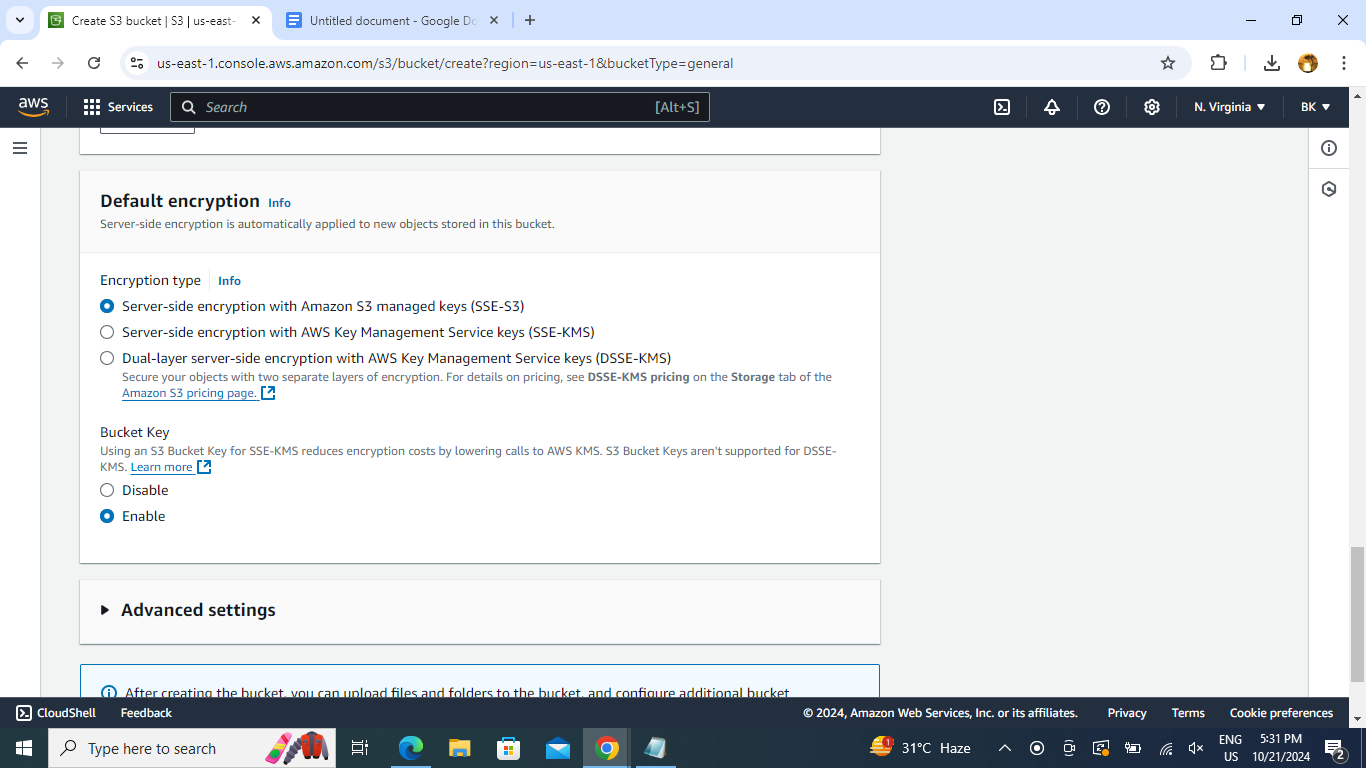 Create S3 bucket | S3 | us-east-
Untitled document - Google Do
us-east-1.console.aws.amazon.com/s3/bucket/create?region=us-east-1&bucketType=general
aws
Services
Search
[Alt+S]
N. Virginia
BK
Default encryption Info
Server-side encryption is automatically applied to new objects stored in this bucket.
Encryption type Info
Server-side encryption with Amazon S3 managed keys (SSE-S3)
Server-side encryption with AWS Key Management Service keys (SSE-KMS)
Dual-layer server-side encryption with AWS Key Management Service keys (DSSE-KMS)
Secure your objects with two separate layers of encryption. For details on pricing, see DSSE-KMS pricing on the Storage tab of the
Amazon S3 pricing page.
Bucket Key
Using an S3 Bucket Key for SSE-KMS reduces encryption costs by lowering calls to AWS KMS. S3 Bucket Keys aren't supported for DSSE-
KMS. Learn more
Disable
Enable
Advanced settings
After creating the bucket, you can upload files and folders to the bucket, and configure additional bucket
CloudShell
Feedback
© 2024, Amazon Web Services, Inc. or its affiliates.
Privacy
Terms
Cookie preferences
Type here to search
1
31°C Haze
ENG
US
5:31 PM
10/21/2024
2